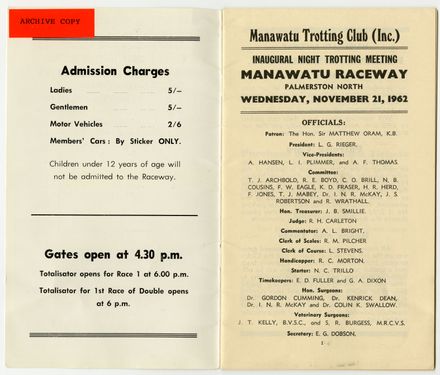 ARCHIVE COPY
Admission Charges
Ladies 5/–
Gentlemen 5/–
Motor Vehicles 2/6
Members' Cars : By Sticker ONLY.
Children under 12 years of age will
not be admitted to the Raceway.
Gates open at 4.30 p.m.
Totalisator opens for Race 1 at 6.00 p.m.
Totalisator for 1st Race of Double opens
at 6 p.m.
Manawatu Trotting Club (Inc.)
INAUGURAL NIGHT TROTTING MEETING
MANAWATU RACEWAY
PALMERSTON NORTH
WEDNESDAY, NOVEMBER 21, 1962
OFFICIALS:
Patron: The Hon. Sir MATTHEW ORAM, K.B.
President: L. G. RIEGER.
Vice-Presidents:
A. HANSEN, L. I. PLIMMER, and A. F. THOMAS.
Committee:
T. J. ARCHBOLD, R. E. BOYD, C. O. BRILL, N. B.
COUSINS, F. W. EAGLE, K. D. FRASER, H. R. HERD,
F. JONES, T. J. MABEY, Dr. I. N. R. McKAY, J. S.
ROBERTSON and R. WRATHALL.
Hon. Treasurer: J. B. SMILLIE.
Judge: R. H. CARLETON
Commentator: A. L. BRIGHT.
Clerk of Scales: R. M. PILCHER
Clerk of Course: L. STEVENS.
Handicapper: R. C. MORTON.
Starter: N. C. TRILLO
Timekeepers: E. D. FULLER and G. A. DIXON
Hon. Surgeons:
Dr. GORDON CUMMING, Dr. KENRICK DEAN,
Dr. I. N. R. McKAY and Dr. COLIN K. SWALLOW.
Veterinary Surgeons:
J. T. KELLY, B.V.S.C., and S. R. BURGESS, M.R.C.V.S.
Secretary: E. G. DOBSON.
1